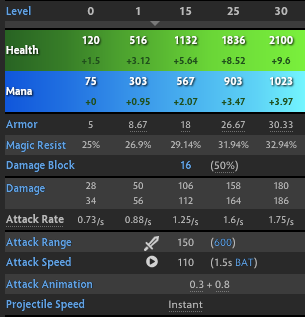 Level 0 1 15 25 30
Health 120 516 1132 1836 2100
+1.5 +3.12 +5.64 +8.52 +9.6
Mana 75 303 567 903 1023
+0 +0.95 +2.07 +3.47 +3.97
Armor 5 8.67 18 26.67 30.33
Magic Resist 25% 26.9% 29.14% 31.94% 32.94%
Damage Block 16 (50%)
Damage 28 50 106 158 180
34 56 112 164 186
Attack Rate 0.73/s 0.88/s 1.25/s 1.6/s 1.75/s
Attack Range 150 (600)
Attack Speed 110 (1.5s BAT)
Attack Animation 0.3 + 0.8
Projectile Speed Instant